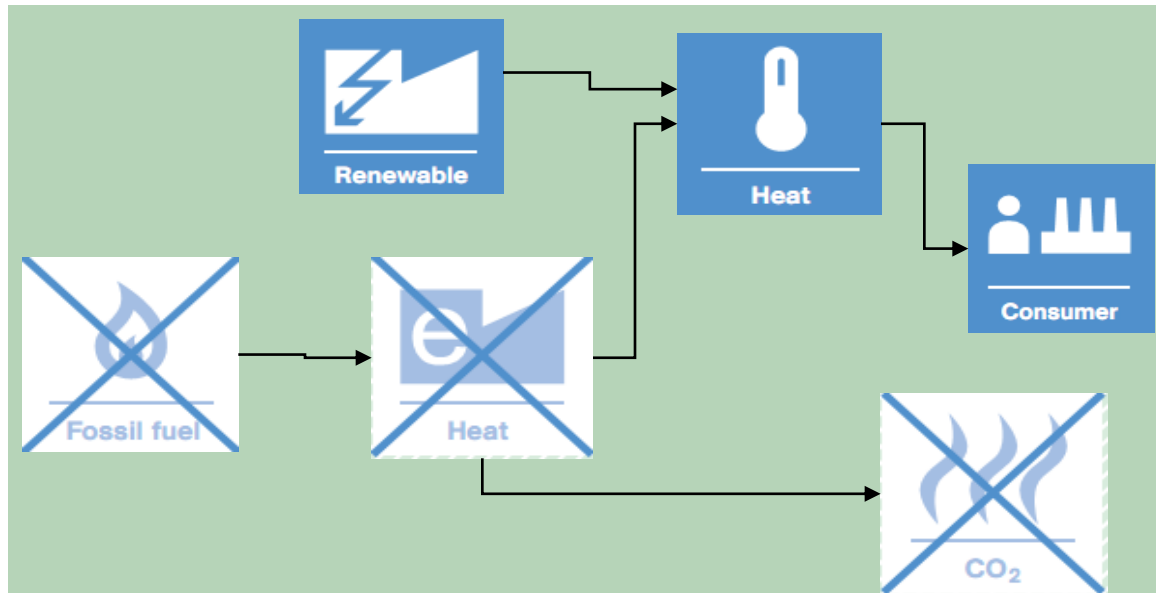 Renewable
Heat
Consumer
Fossil fuel
e
Heat
CO₂